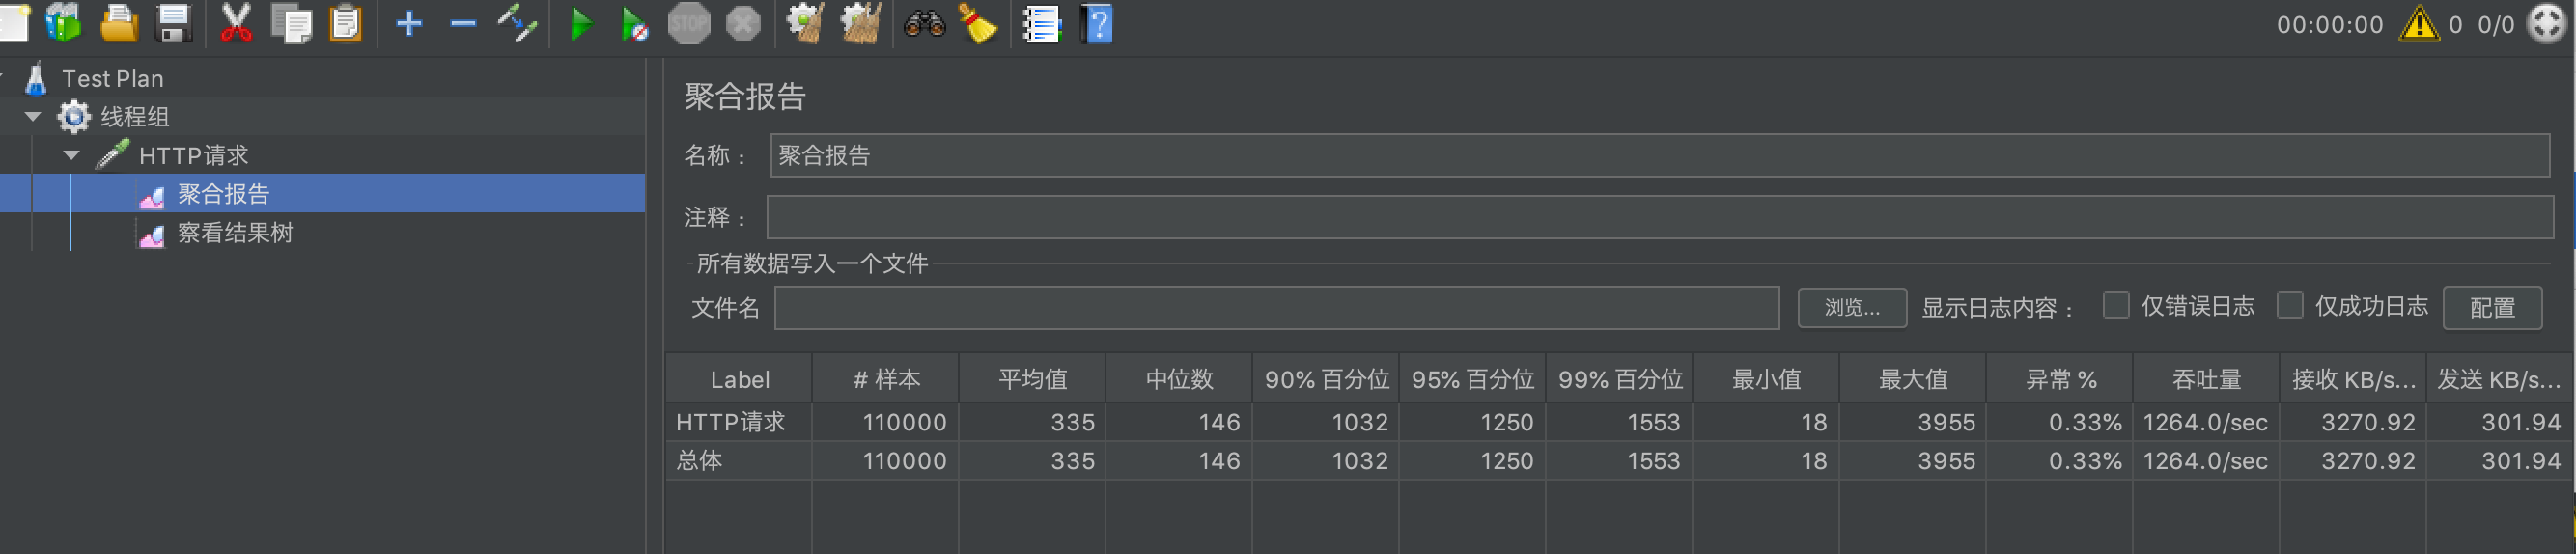 STOP
00:00:00 0 0/0
Test Plan
线程组
HTTP请求
聚合报告
察看结果树
聚合报告
名称： 聚合报告
注释：
所有数据写入一个文件
文件名 浏览... 显示日志内容： 仅错误日志 仅成功日志 配置
Label # 样本 平均值 中位数 90% 百分位 95% 百分位 99% 百分位 最小值 最大值 异常 % 吞吐量 接收 KB/s... 发送 KB/s...
HTTP请求 110000 335 146 1032 1250 1553 18 3955 0.33% 1264.0/sec 3270.92 301.94
总体 110000 335 146 1032 1250 1553 18 3955 0.33% 1264.0/sec 3270.92 301.94